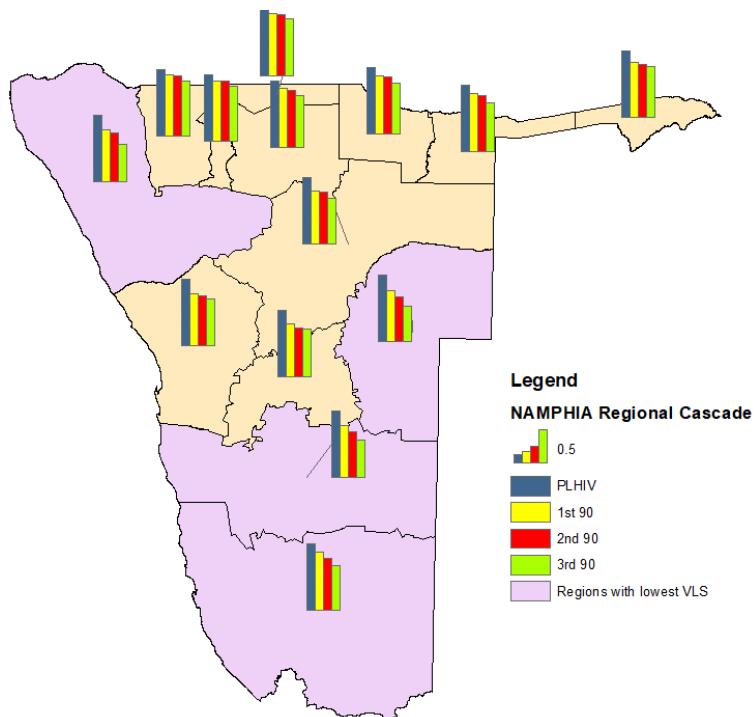 Legend
NAMPHIA Regional Cascade
0.5
PLHIV
1st 90
2nd 90
3rd 90
Regions with lowest VLS